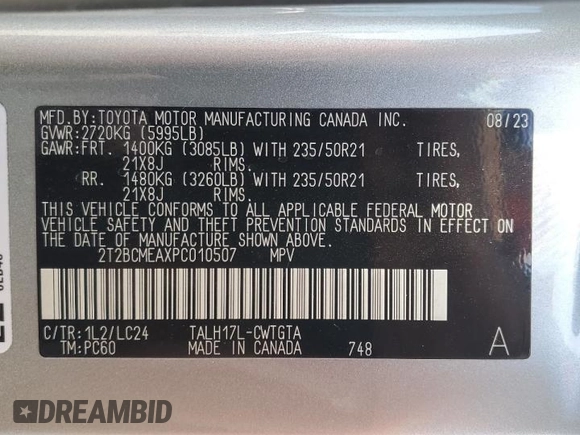 MFD.BY:TOYOTA MOTOR MANUFACTURING CANADA INC. 08/23
GVWR:2720KG (5995LB)
GAWR:FRT. 1400KG (3085LB) WITH 235/50R21 TIRES,
21X8J RIMS.
RR. 1480KG (3260LB) WITH 235/50R21 TIRES,
21X8J RIMS.
THIS VEHICLE CONFORMS TO ALL APPLICABLE FEDERAL MOTOR
VEHICLE SAFETY AND THEFT PREVENTION STANDARDS IN EFFECT ON
THE DATE OF MANUFACTURE SHOWN ABOVE.
2T2BCMEAXPC010507 MPV
C/TR:1L2/LC24 TALH17L-CWTGTA
TM:PC60 MADE IN CANADA 748 A
DREAMBID